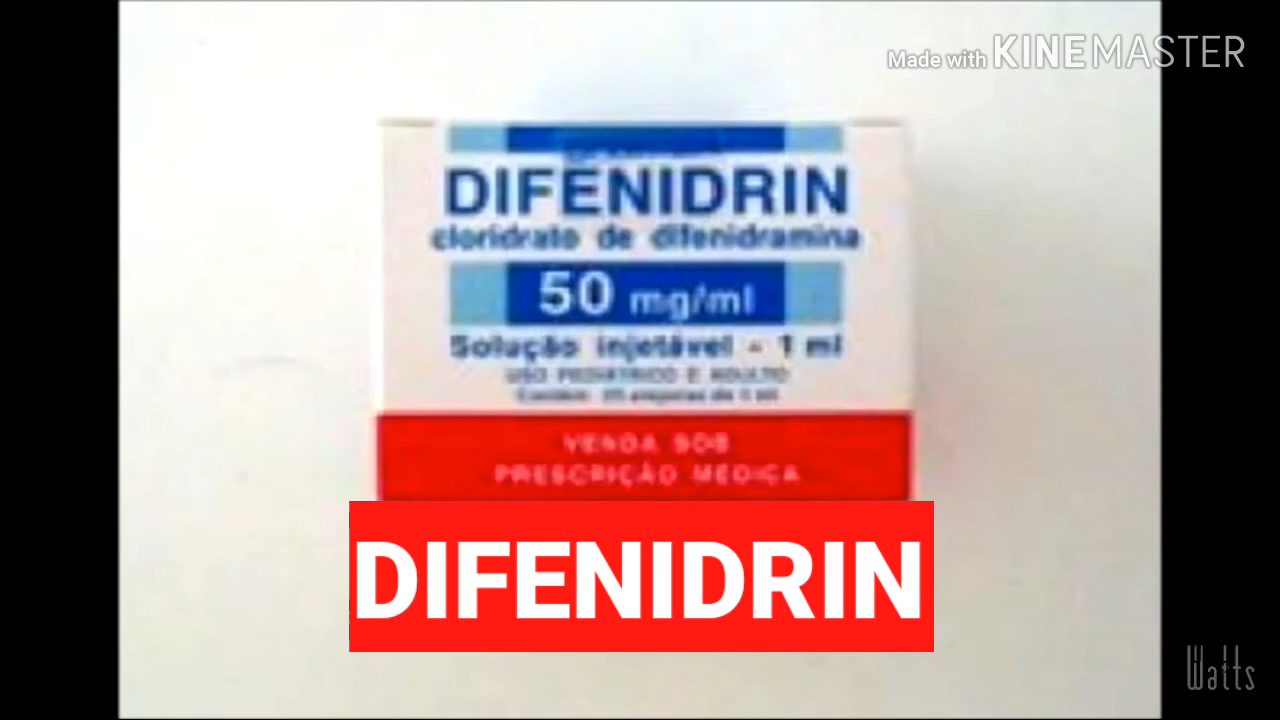 Made with KINEMASTER
DIFENIDRIN
cloridrato de difenidramina
50 mg/ml
Solução injetável - 1 ml
USO PEDIÁTRICO E ADULTO
VENDA SOB
PRESCRIÇÃO MÉDICA
DIFENIDRIN
Watts